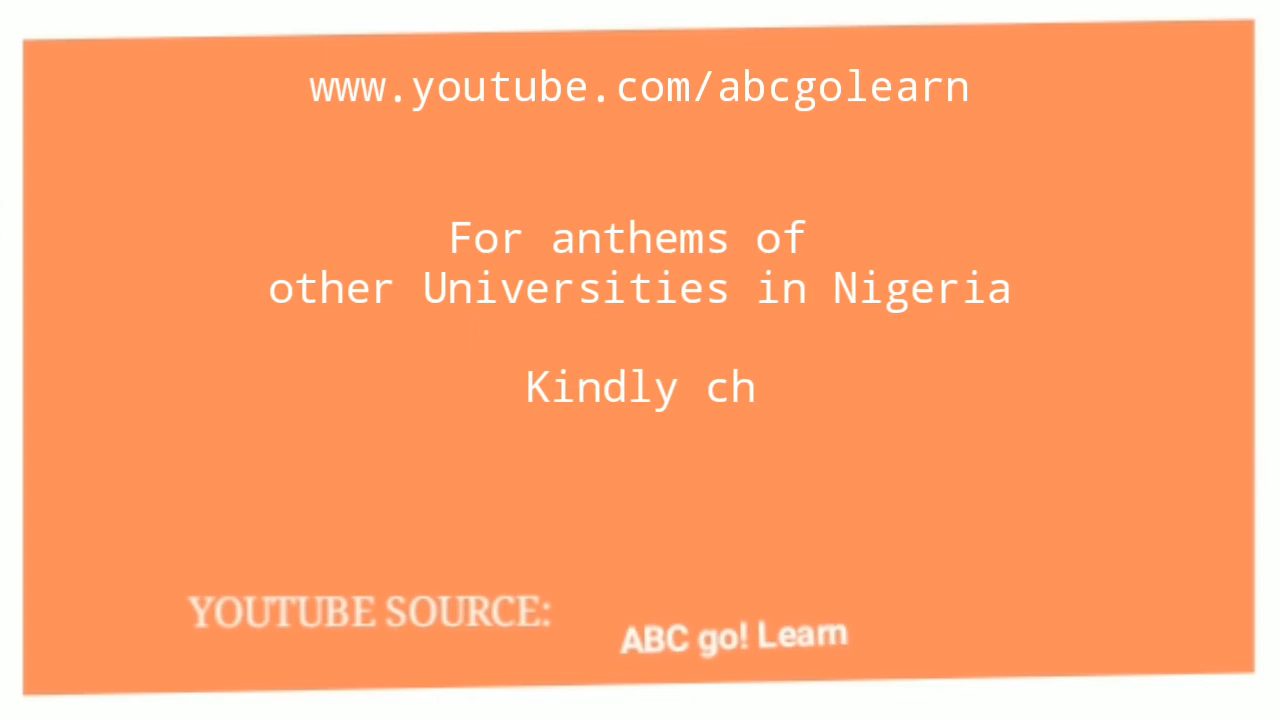 www.youtube.com/abcgolearn
For anthems of
other Universities in Nigeria
Kindly ch
YOUTUBE SOURCE:
ABC go! Learn